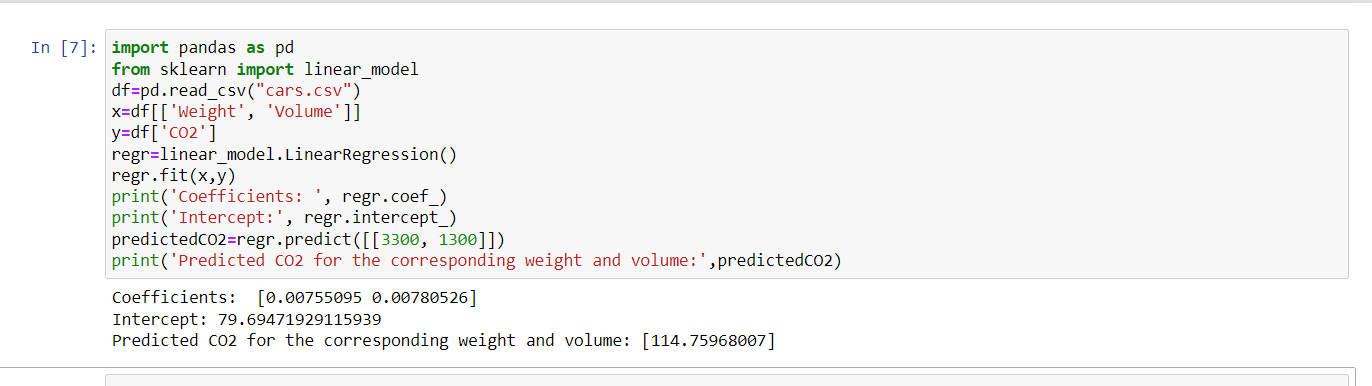 In [7]: import pandas as pd
from sklearn import linear_model
df=pd.read_csv("cars.csv")
x=df[['Weight', 'Volume']]
y=df['CO2']
regr=linear_model.LinearRegression()
regr.fit(x,y)
print('Coefficients: ', regr.coef_)
print('Intercept:', regr.intercept_)
predictedCO2=regr.predict([[3300, 1300]])
print('Predicted CO2 for the corresponding weight and volume:',predictedCO2)
Coefficients:  [0.00755095 0.00780526]
Intercept: 79.69471929115939
Predicted CO2 for the corresponding weight and volume: [114.75968007]